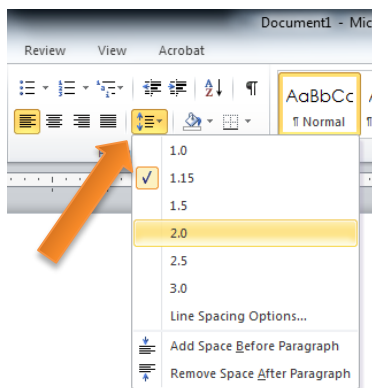 Document1 - Mic
Review View Acrobat
AaBbCc
¶ Normal
1.0
1.15
1.5
2.0
2.5
3.0
Line Spacing Options...
Add Space Before Paragraph
Remove Space After Paragraph